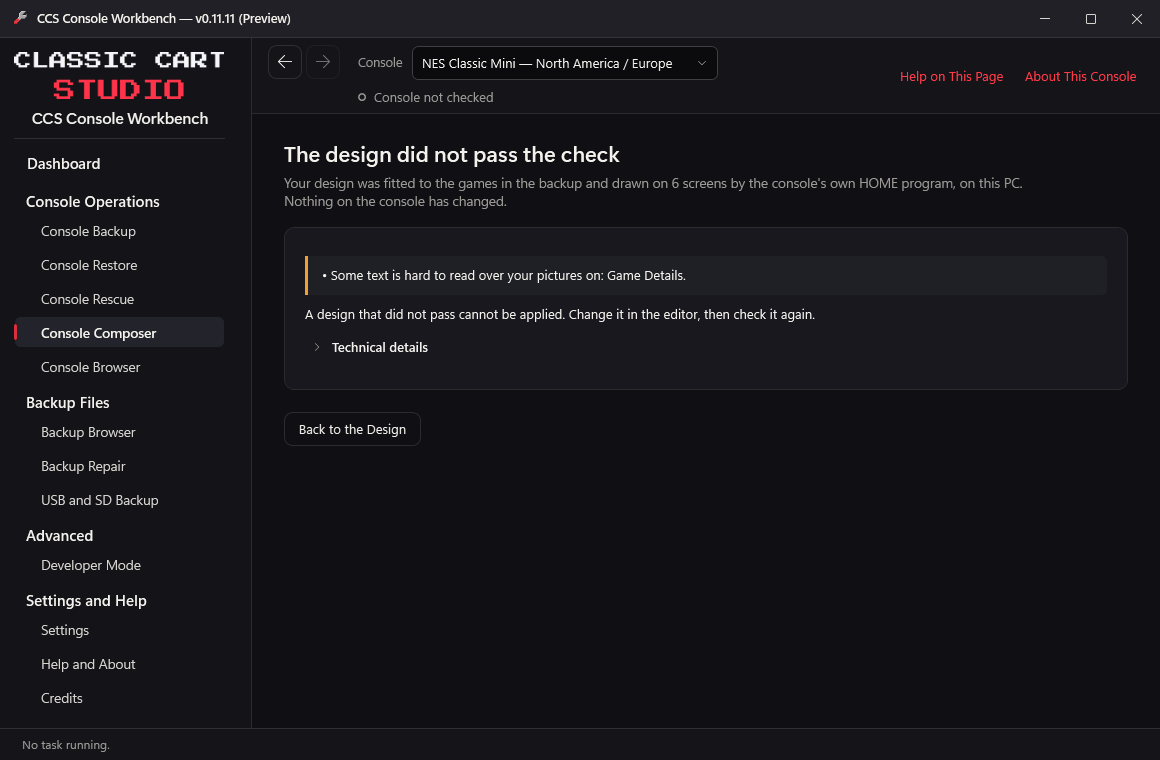 CCS Console Workbench — v0.11.11 (Preview)
CLASSIC CART
STUDIO
CCS Console Workbench
Dashboard
Console Operations
Console Backup
Console Restore
Console Rescue
Console Composer
Console Browser
Backup Files
Backup Browser
Backup Repair
USB and SD Backup
Advanced
Developer Mode
Settings and Help
Settings
Help and About
Credits
Console
NES Classic Mini — North America / Europe
Console not checked
Help on This Page
About This Console
The design did not pass the check
Your design was fitted to the games in the backup and drawn on 6 screens by the console's own HOME program, on this PC.
Nothing on the console has changed.
• Some text is hard to read over your pictures on: Game Details.
A design that did not pass cannot be applied. Change it in the editor, then check it again.
Technical details
Back to the Design
No task running.